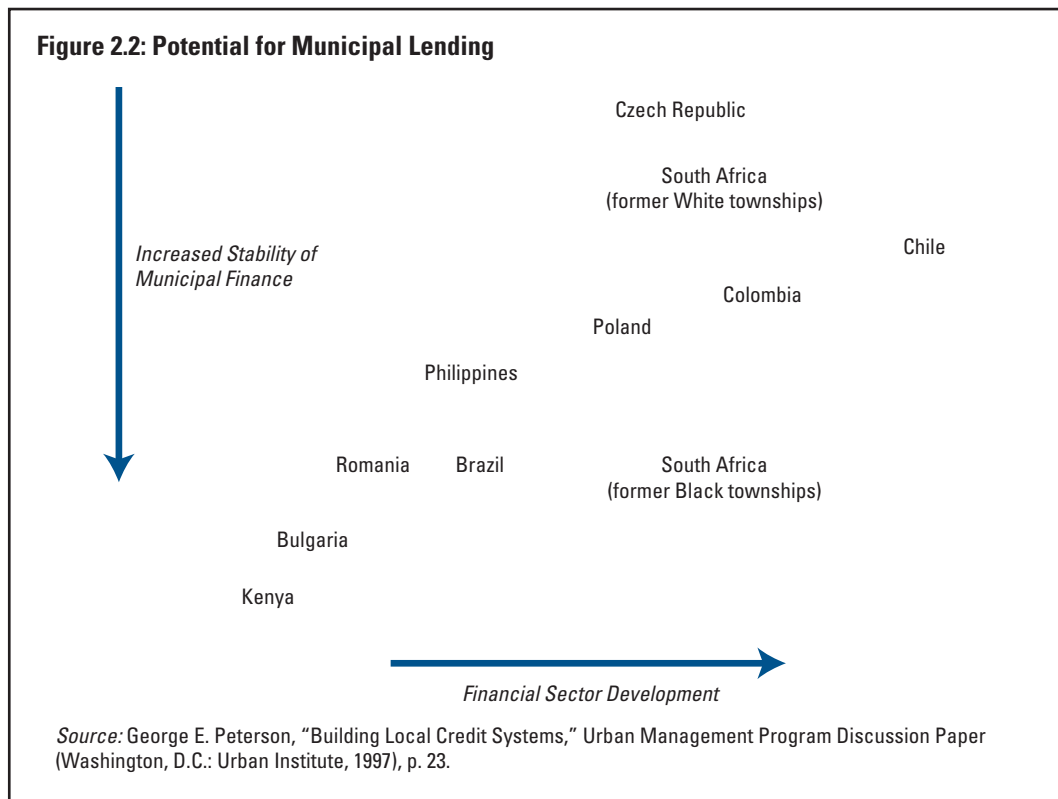 Figure 2.2: Potential for Municipal Lending
Czech Republic
South Africa
(former White townships)
Increased Stability of
Municipal Finance
Chile
Colombia
Poland
Philippines
Romania
Brazil
South Africa
(former Black townships)
Bulgaria
Kenya
Financial Sector Development
Source: George E. Peterson, “Building Local Credit Systems,” Urban Management Program Discussion Paper
(Washington, D.C.: Urban Institute, 1997), p. 23.